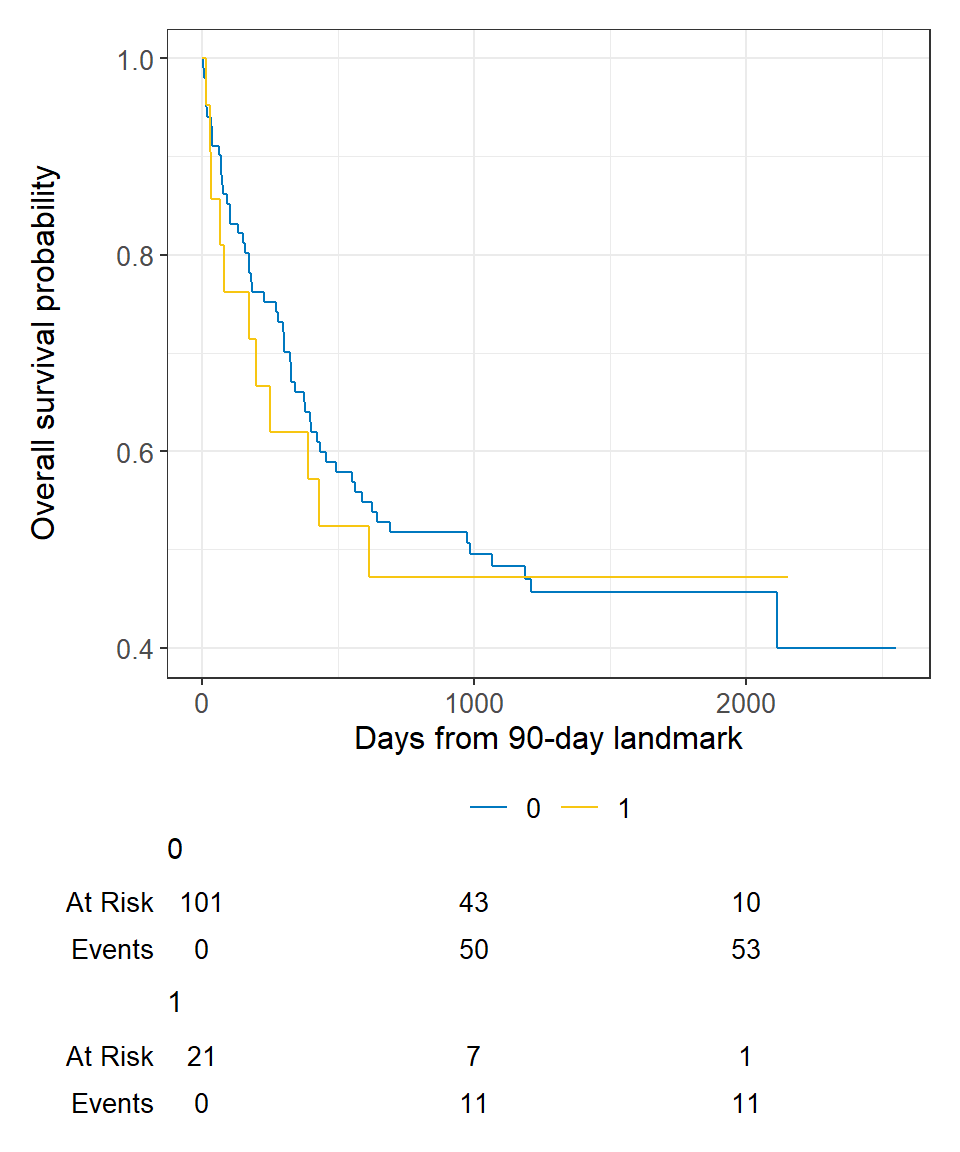 1.0
0.8
0.6
0.4
Overall survival probability
0 1000 2000
Days from 90-day landmark
0 1
0
At Risk 101 43 10
Events 0 50 53
1
At Risk 21 7 1
Events 0 11 11